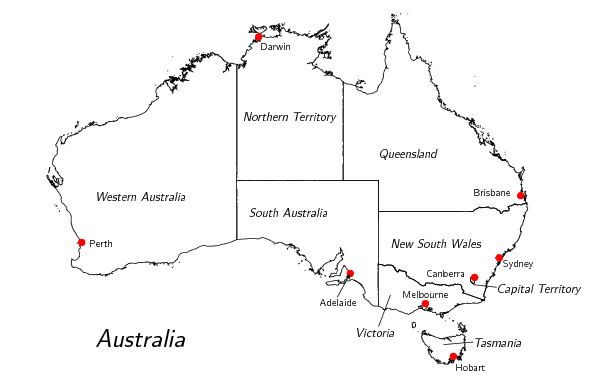 Darwin
Northern Territory
Queensland
Western Australia
Brisbane
South Australia
New South Wales
Perth
Sydney
Canberra
Capital Territory
Adelaide
Melbourne
Victoria
Australia
Tasmania
Hobart